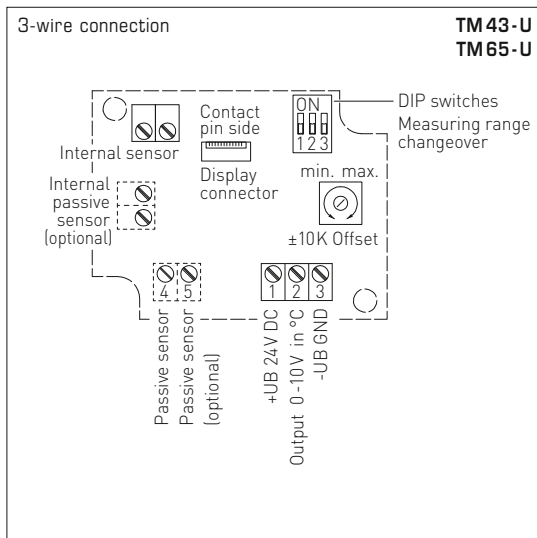 3-wire connection
TM43-U
TM65-U
ON
1 2 3
DIP switches
Measuring range
changeover
Contact
pin side
Display
connector
Internal sensor
Internal
passive
sensor
(optional)
min. max.
±10K Offset
4 5
1 2 3
Passive sensor
Passive sensor
(optional)
+UB 24V DC
Output 0-10V in °C
-UB GND